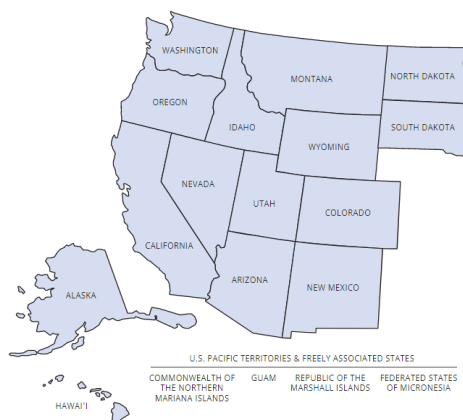 WASHINGTON
MONTANA
NORTH DAKOTA
OREGON
IDAHO
SOUTH DAKOTA
WYOMING
NEVADA
UTAH
COLORADO
CALIFORNIA
ARIZONA
NEW MEXICO
ALASKA
HAWAI'I
U.S. PACIFIC TERRITORIES & FREELY ASSOCIATED STATES
COMMONWEALTH OF
THE NORTHERN
MARIANA ISLANDS
GUAM
REPUBLIC OF THE
MARSHALL ISLANDS
FEDERATED STATES
OF MICRONESIA